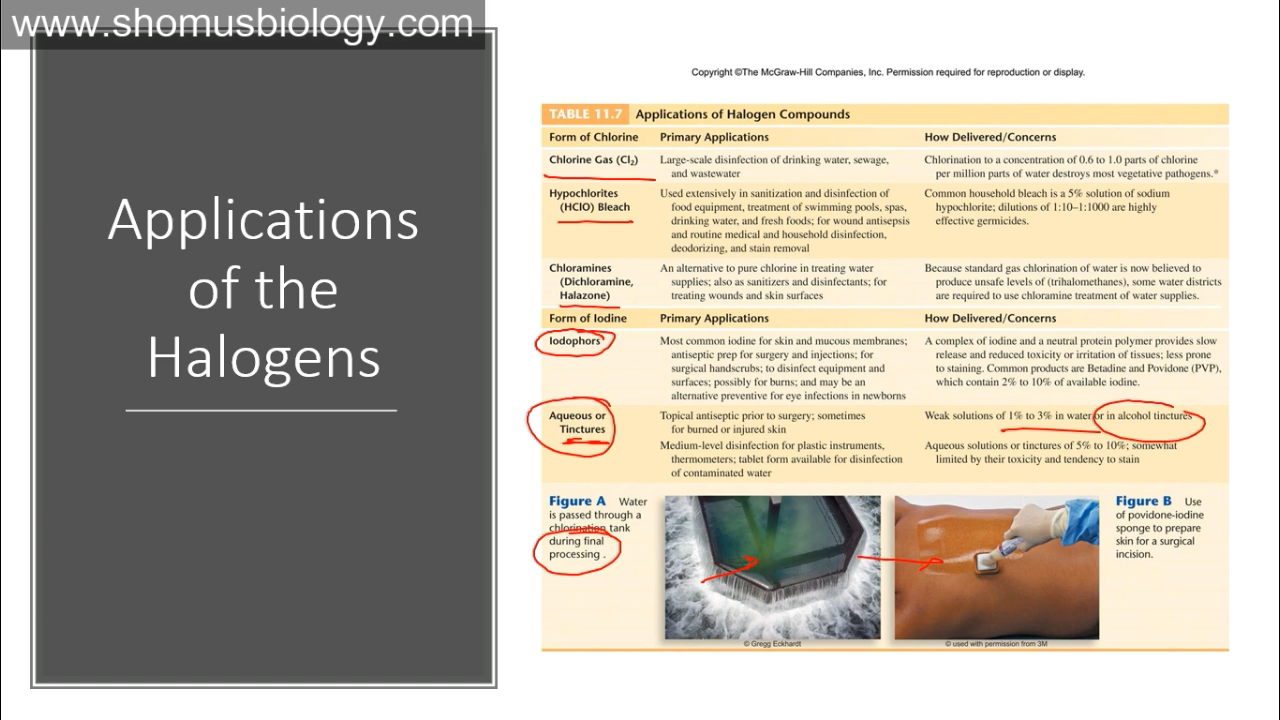 www.shomusbiology.com
Applications
of the
Halogens
Copyright ©The McGraw-Hill Companies, Inc. Permission required for reproduction or display.
TABLE 11.7 Applications of Halogen Compounds
Form of Chlorine Primary Applications How Delivered/Concerns
Chlorine Gas (Cl₂) Large-scale disinfection of drinking water, sewage, Chlorination to a concentration of 0.6 to 1.0 parts of chlorine
and wastewater per million parts of water destroys most vegetative pathogens.*
Hypochlorites Used extensively in sanitization and disinfection of Common household bleach is a 5% solution of sodium
(HClO) Bleach food equipment, treatment of swimming pools, spas, hypochlorite; dilutions of 1:10–1:1000 are highly
drinking water, and fresh foods; for wound antisepsis effective germicides.
and routine medical and household disinfection,
deodorizing, and stain removal
Chloramines An alternative to pure chlorine in treating water Because standard gas chlorination of water is now believed to
(Dichloramine, supplies; also as sanitizers and disinfectants; for produce unsafe levels of (trihalomethanes), some water districts
Halazone) treating wounds and skin surfaces are required to use chloramine treatment of water supplies.
Form of Iodine Primary Applications How Delivered/Concerns
Iodophors Most common iodine for skin and mucous membranes; A complex of iodine and a neutral protein polymer provides slow
antiseptic prep for surgery and injections; for release and reduced toxicity or irritation of tissues; less prone
surgical handscrubs; to disinfect equipment and to staining. Common products are Betadine and Povidone (PVP),
surfaces; possibly for burns; and may be an which contain 2% to 10% of available iodine.
alternative preventive for eye infections in newborns
Aqueous or Topical antiseptic prior to surgery; sometimes Weak solutions of 1% to 3% in water or in alcohol tinctures
Tinctures for burned or injured skin
Medium-level disinfection for plastic instruments, Aqueous solutions or tinctures of 5% to 10%; somewhat
thermometers; tablet form available for disinfection limited by their toxicity and tendency to stain
of contaminated water
Figure A Water
is passed through a
chlorination tank
during final
processing .
Figure B Use
of povidone-iodine
sponge to prepare
skin for a surgical
incision.
© Gregg Eckhardt
© used with permission from 3M